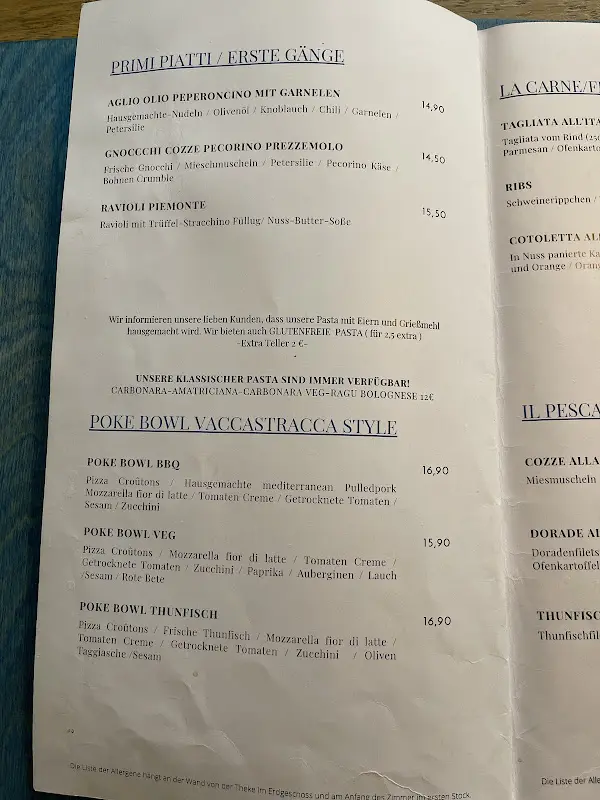 PRIMI PIATTI / ERSTE GÄNGE
AGLIO OLIO PEPERONCINO MIT GARNELEN 14,90
Hausgemachte-Nudeln / Olivenöl / Knoblauch / Chili / Garnelen /
Petersilie
GNOCCCHI COZZE PECORINO PREZZEMOLO 14,50
Frische Gnocchi / Mieschmuscheln / Petersilie / Pecorino Käse /
Bohnen Crumble
RAVIOLI PIEMONTE 15,50
Ravioli mit Trüffel-Stracchino Füllug/ Nuss-Butter-Soße
Wir informieren unsere lieben Kunden, dass unsere Pasta mit Eiern und Grießmehl
hausgemacht wird. Wir bieten auch GLUTENFREIE PASTA ( für 2,5 extra )
-Extra Teller 2 €-
-
UNSERE KLASSISCHER PASTA SIND IMMER VERFÜGBAR!
CARBONARA-AMATRICIANA-CARBONARA VEG-RAGU BOLOGNESE 12€
POKE BOWL VACCASTRACCA STYLE
POKE BOWL BBQ 16,90
Pizza Croûtons / Hausgemachte mediterranean Pulledpork
Mozzarella fior di latte / Tomaten Creme / Getrocknete Tomaten /
Sesam / Zucchini
POKE BOWL VEG 15,90
Pizza Croûtons / Mozzarella fior di latte / Tomaten Creme /
Getrocknete Tomaten / Zucchini / Paprika / Auberginen / Lauch
/Sesam / Rote Bete
POKE BOWL THUNFISCH 16,90
Pizza Croûtons / Frische Thunfisch / Mozzarella fior di latte /
Tomaten Creme / Getrocknete Tomaten / Zucchini / Oliven
Taggiasche /Sesam
Die Liste der Allergene hängt an der Wand von der Theke im Erdgeschoss und am Anfang des Zimmer im ersten Stock.
LA CARNE/F
TAGLIATA ALL'ITA
Tagliata vom Rind (250
Parmesan / Ofenkarto
RIBS
Schweinerippchen /
COTOLETTA AL
In Nuss panierte Ka
und Orange / Oran
IL PESCA
COZZE ALLA
Miesmuscheln
DORADE AL
Doradenfilets
Ofenkartoffel
THUNFISC
Thunfischfil
Die Liste der Alle